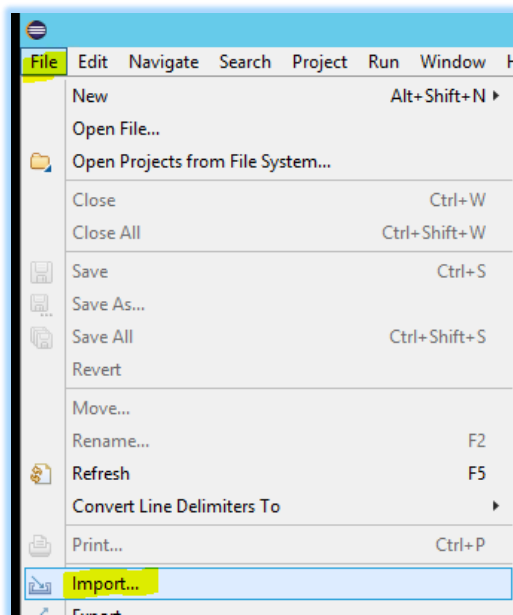 File Edit Navigate Search Project Run Window
New Alt+Shift+N
Open File...
Open Projects from File System...
Close Ctrl+W
Close All Ctrl+Shift+W
Save Ctrl+S
Save As...
Save All Ctrl+Shift+S
Revert
Move...
Rename... F2
Refresh F5
Convert Line Delimiters To
Print... Ctrl+P
Import...
Export